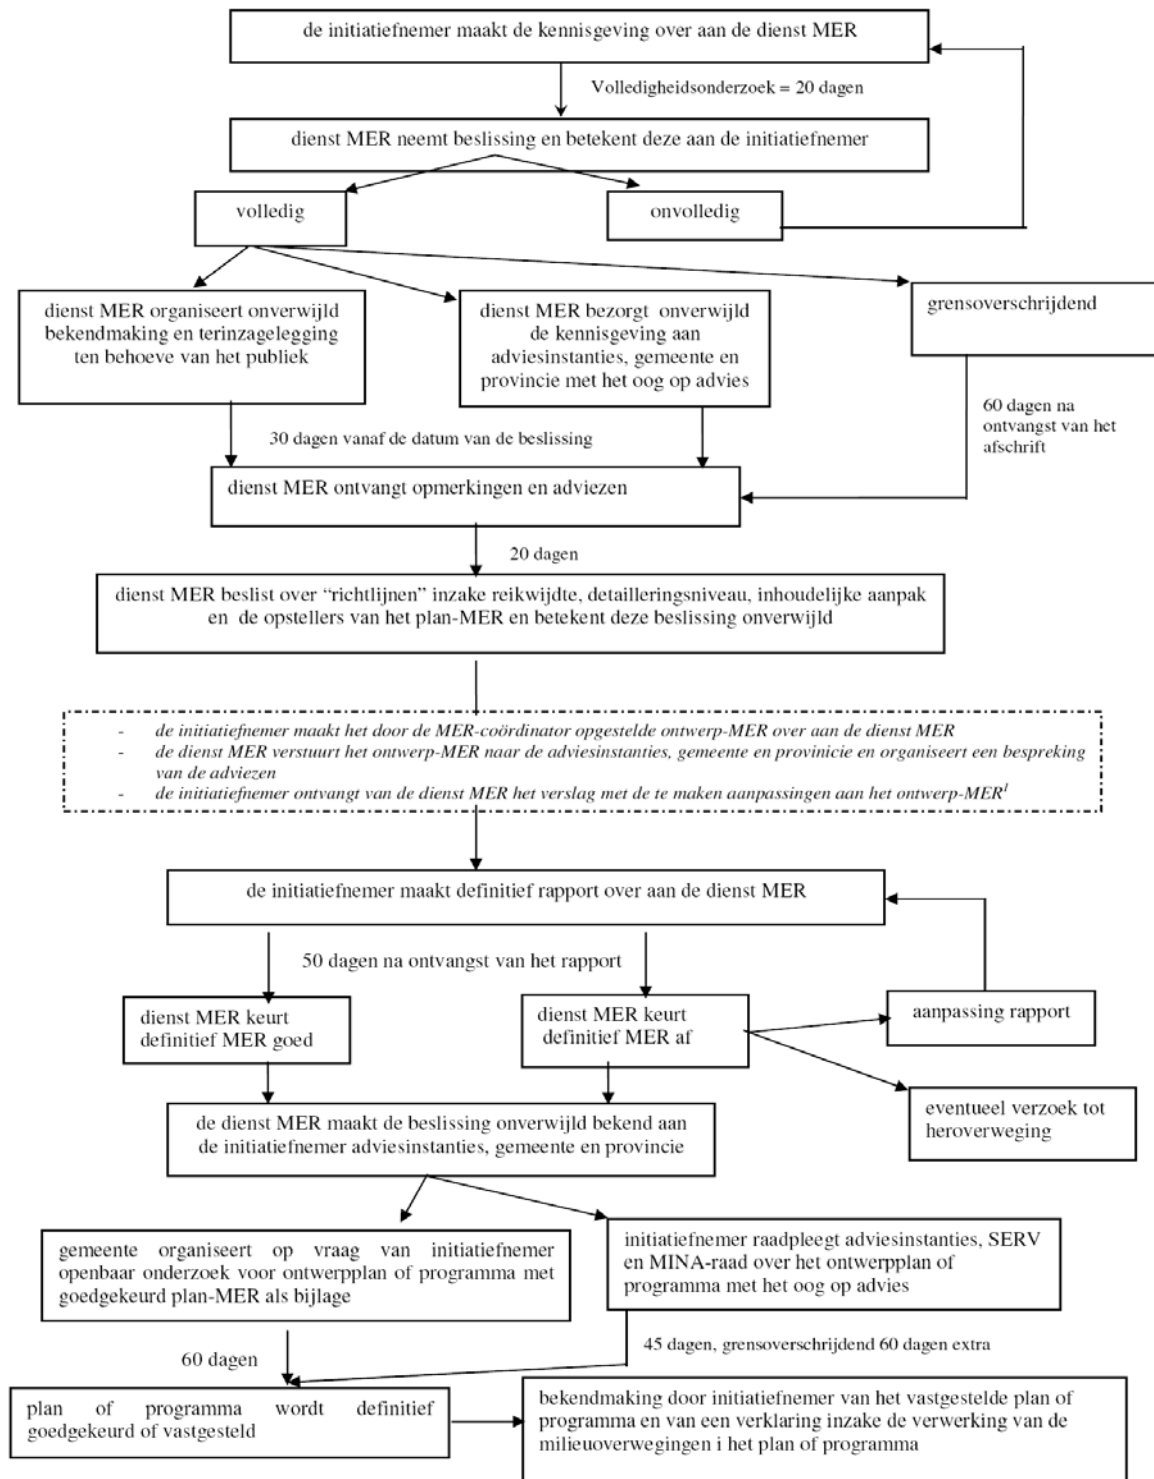 de initiatiefnemer maakt de kennisgeving over aan de dienst MER
Volledigheidsonderzoek = 20 dagen
dienst MER neemt beslissing en betekent deze aan de initiatiefnemer
volledig
onvolledig
dienst MER organiseert onverwijld
bekendmaking en terinzagelegging
ten behoeve van het publiek
dienst MER bezorgt onverwijld
de kennisgeving aan
adviesinstanties, gemeente en
provincie met het oog op advies
grensoverschrijdend
60 dagen na
ontvangst van het
afschrift
30 dagen vanaf de datum van de beslissing
dienst MER ontvangt opmerkingen en adviezen
20 dagen
dienst MER beslist over “richtlijnen” inzake reikwijdte, detailleringsniveau, inhoudelijke aanpak
en de opstellers van het plan-MER en betekent deze beslissing onverwijld
- de initiatiefnemer maakt het door de MER-coördinator opgestelde ontwerp-MER over aan de dienst MER
- de dienst MER verstuurt het ontwerp-MER naar de adviesinstanties, gemeente en provinicie en organiseert een bespreking
van de adviezen
- de initiatiefnemer ontvangt van de dienst MER het verslag met de te maken aanpassingen aan het ontwerp-MER¹
de initiatiefnemer maakt definitief rapport over aan de dienst MER
50 dagen na ontvangst van het rapport
dienst MER keurt
definitief MER goed
dienst MER keurt
definitief MER af
aanpassing rapport
eventueel verzoek tot
heroverweging
de dienst MER maakt de beslissing onverwijld bekend aan
de initiatiefnemer adviesinstanties, gemeente en provincie
gemeente organiseert op vraag van initiatiefnemer
openbaar onderzoek voor ontwerpplan of programma met
goedgekeurd plan-MER als bijlage
initiatiefnemer raadpleegt adviesinstanties, SERV
en MINA-raad over het ontwerpplan of
programma met het oog op advies
60 dagen
45 dagen, grensoverschrijdend 60 dagen extra
plan of programma wordt definitief
goedgekeurd of vastgesteld
bekendmaking door initiatiefnemer van het vastgestelde plan of
programma en van een verklaring inzake de verwerking van de
milieuoverwegingen i het plan of programma